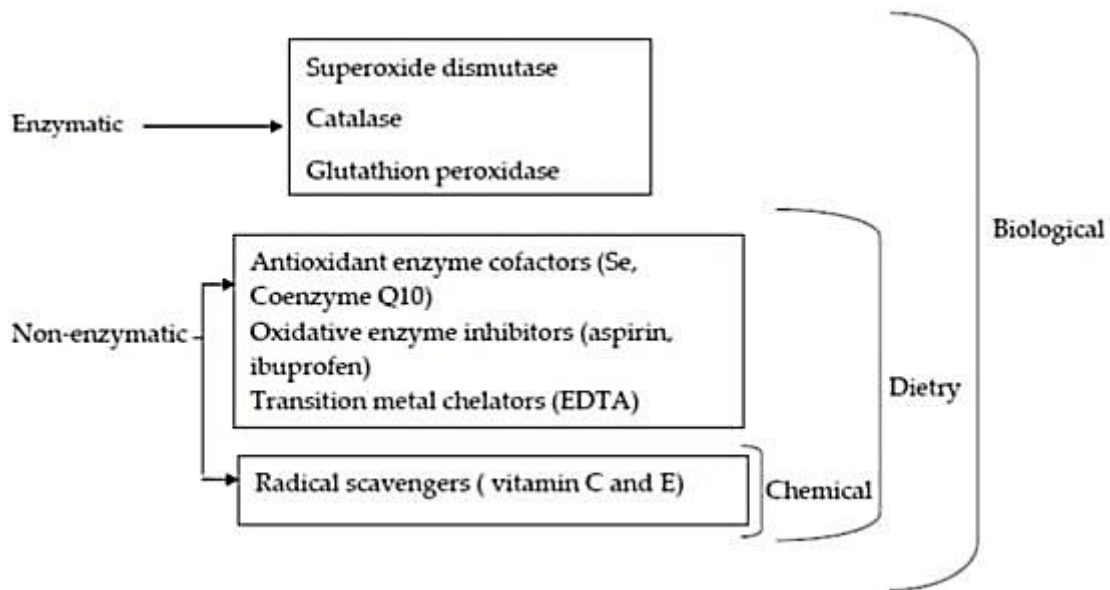 Superoxide dismutase
Enzymatic
Catalase
Glutathion peroxidase
Biological
Antioxidant enzyme cofactors (Se,
Coenzyme Q10)
Non-enzymatic
Oxidative enzyme inhibitors (aspirin,
ibuprofen)
Transition metal chelators (EDTA)
Dietry
Radical scavengers ( vitamin C and E)
Chemical